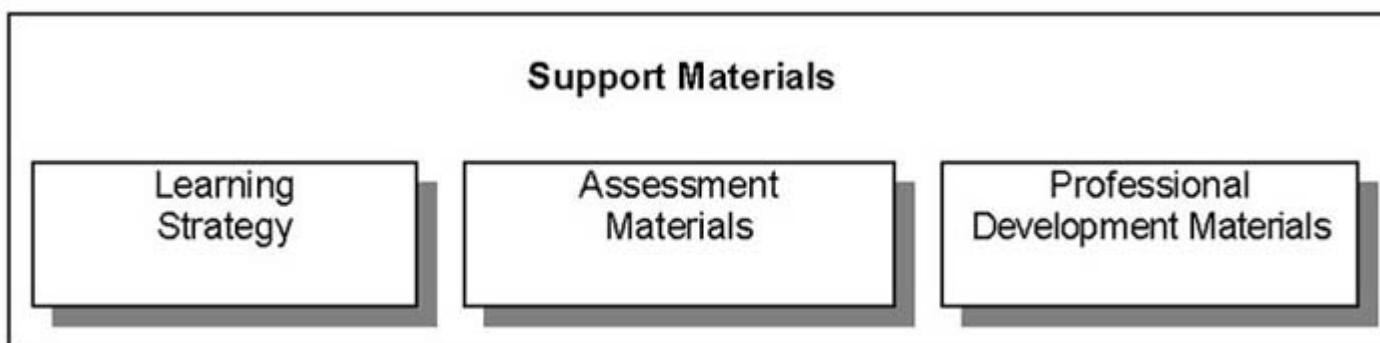 Support Materials
Learning
Strategy
Assessment
Materials
Professional
Development Materials